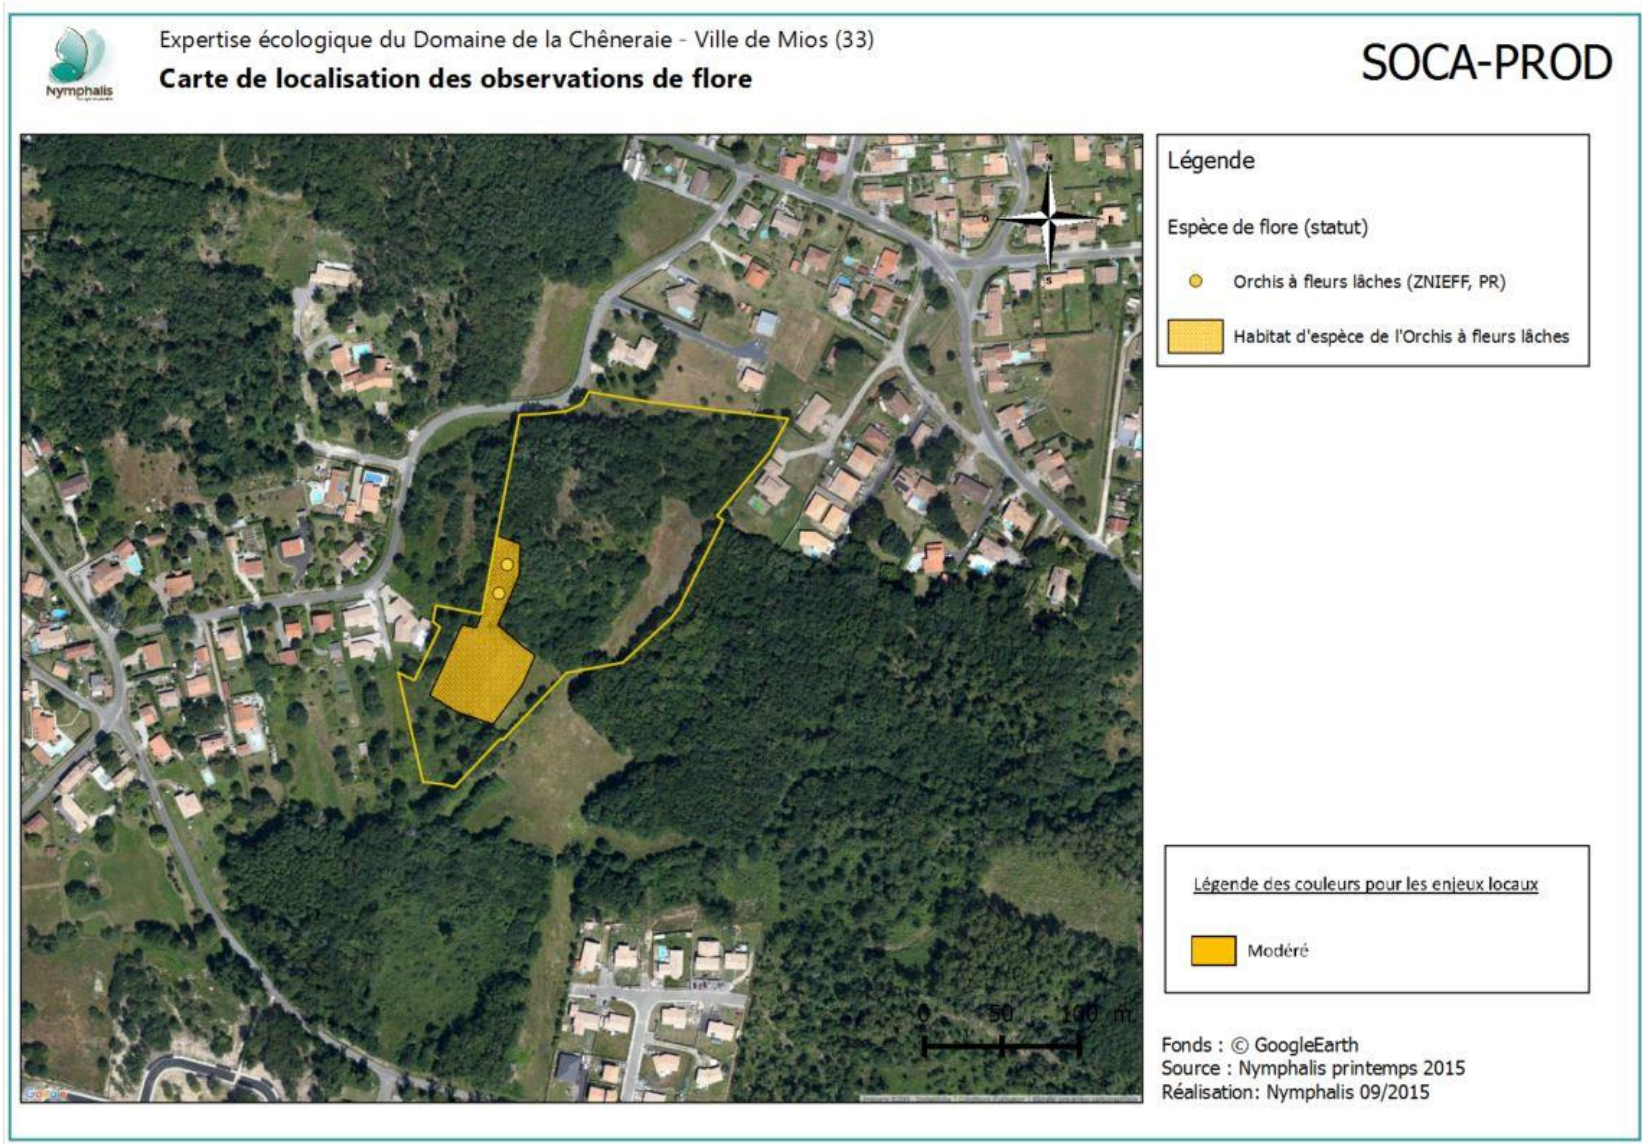 Expertise écologique du Domaine de la Chêneraie - Ville de Mios (33)
Carte de localisation des observations de flore
SOCA-PROD
Nymphalis
Légende
Espèce de flore (statut)
Orchis à fleurs lâches (ZNIEFF, PR)
Habitat d'espèce de l'Orchis à fleurs lâches
N
O
E
S
Légende des couleurs pour les enjeux locaux
Modéré
0 50 100 m
Google
Fonds : © GoogleEarth
Source : Nymphalis printemps 2015
Réalisation: Nymphalis 09/2015